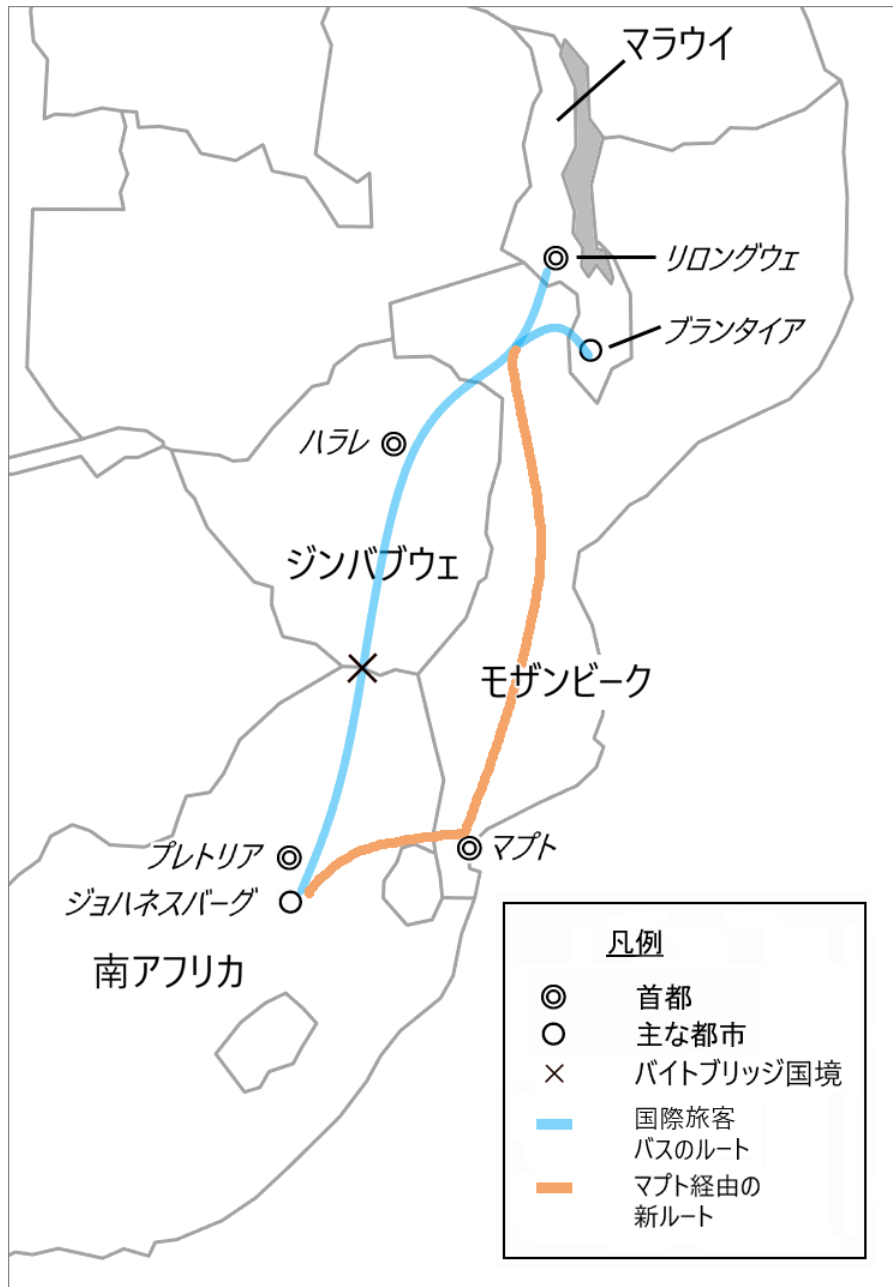 マラウイ
リロングウェ
ブランタイア
ハラレ
ジンバブウェ
モザンビーク
プレトリア
マプト
ジョハネスバーグ
南アフリカ
凡例
首都
主な都市
バイトブリッジ国境
国際旅客
バスのルート
マプト経由の
新ルート